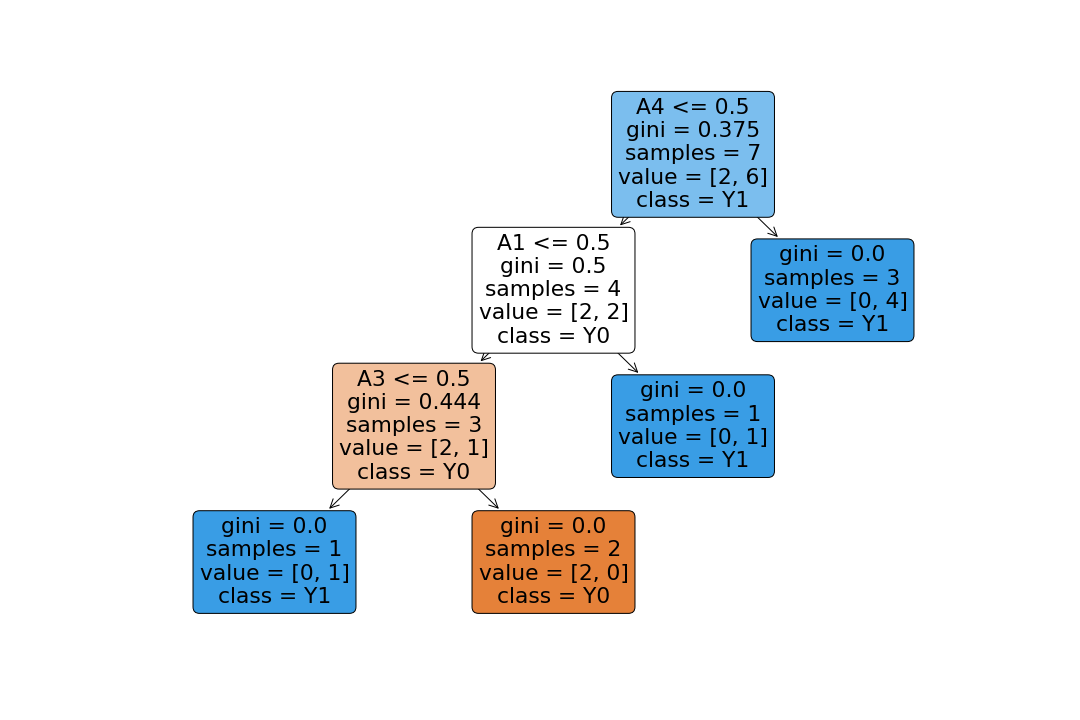 A4 <= 0.5
gini = 0.375
samples = 7
value = [2, 6]
class = Y1
A1 <= 0.5
gini = 0.5
samples = 4
value = [2, 2]
class = Y0
gini = 0.0
samples = 3
value = [0, 4]
class = Y1
A3 <= 0.5
gini = 0.444
samples = 3
value = [2, 1]
class = Y0
gini = 0.0
samples = 1
value = [0, 1]
class = Y1
gini = 0.0
samples = 1
value = [0, 1]
class = Y1
gini = 0.0
samples = 2
value = [2, 0]
class = Y0